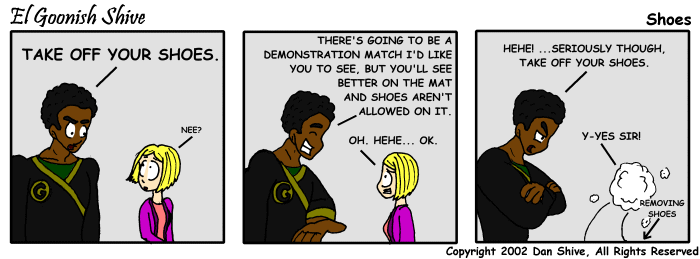 El Goonish Shive
Shoes
TAKE OFF YOUR SHOES.
NEE?
G
THERE'S GOING TO BE A
DEMONSTRATION MATCH I'D LIKE
YOU TO SEE, BUT YOU'LL SEE
BETTER ON THE MAT
AND SHOES AREN'T
ALLOWED ON IT.
OH. HEHE... OK.
G
HEHE! ...SERIOUSLY THOUGH,
TAKE OFF YOUR SHOES.
Y-YES SIR!
REMOVING
SHOES
Copyright 2002 Dan Shive, All Rights Reserved